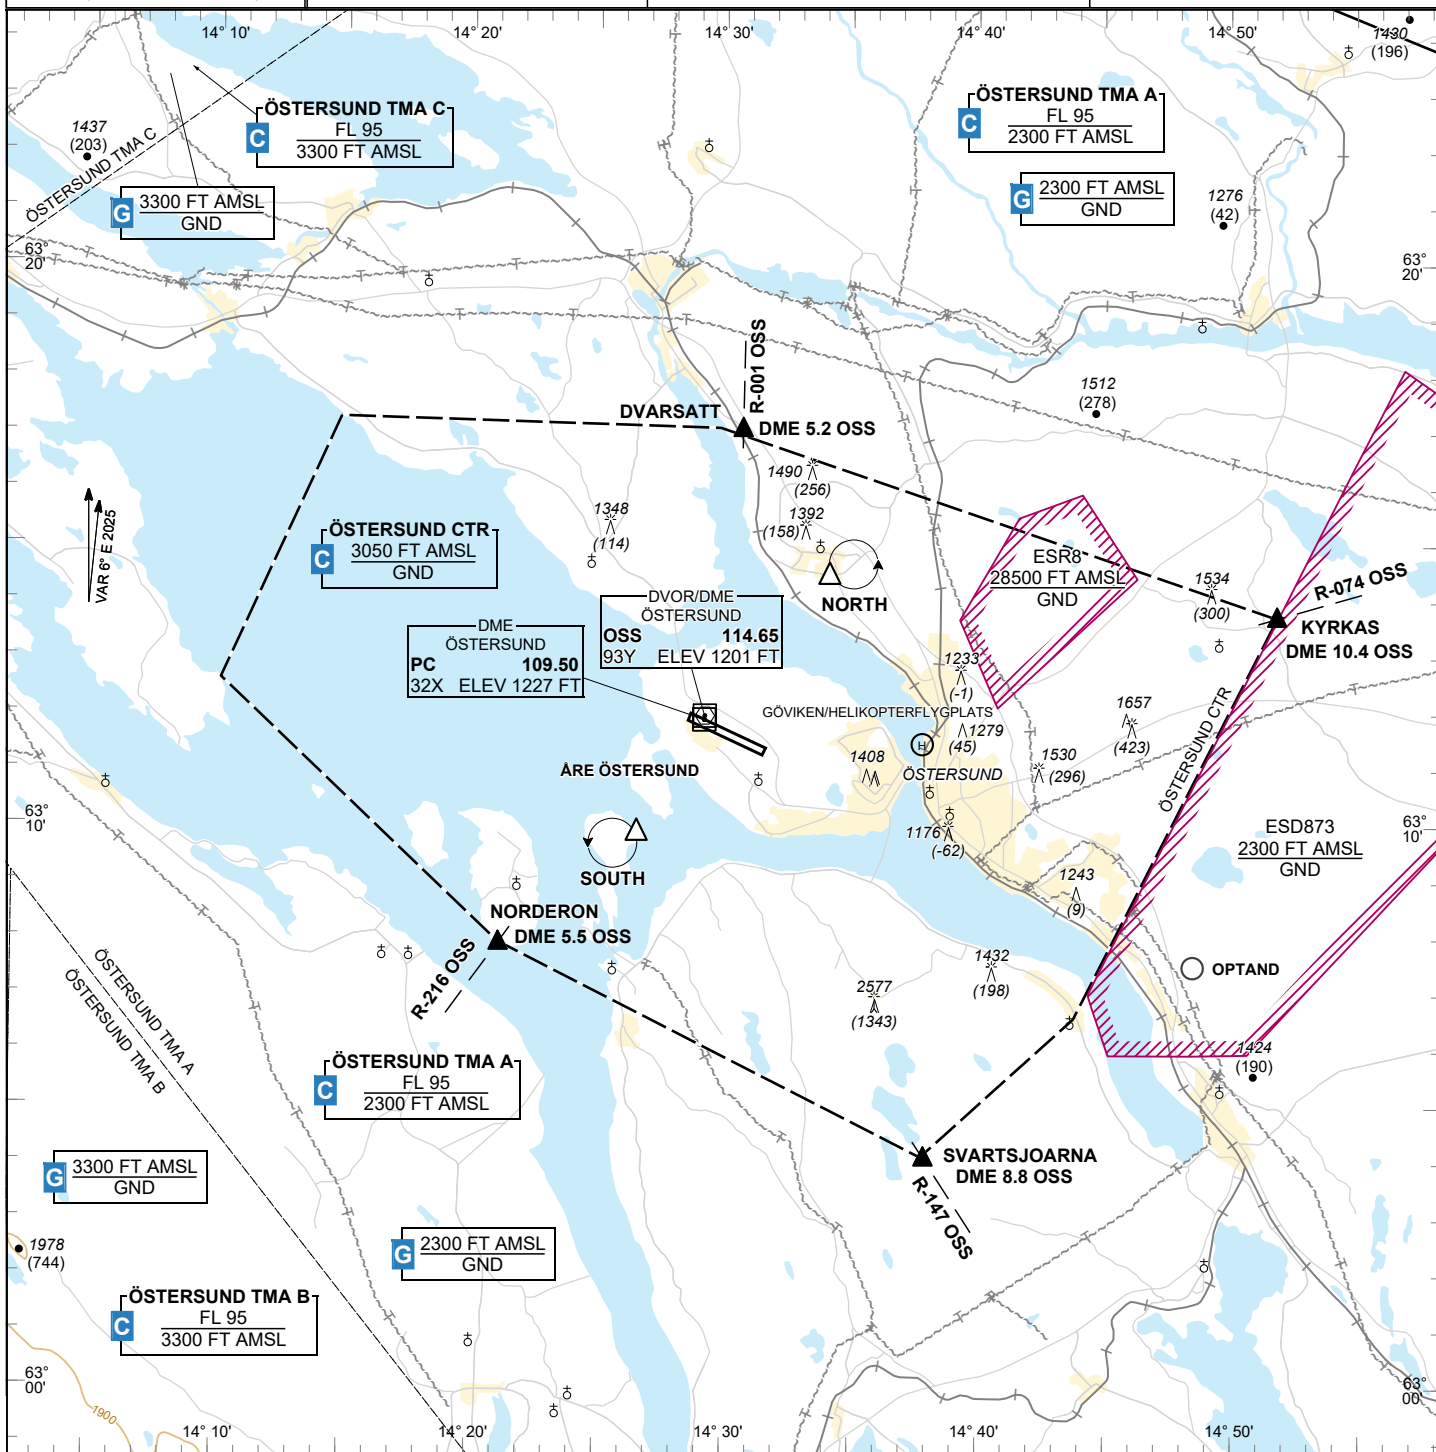 14° 10'
14° 20'
14° 30'
14° 40'
14° 50'
1430
(196)
ÖSTERSUND TMA C
C
FL 95
3300 FT AMSL
ÖSTERSUND TMA A
C
FL 95
2300 FT AMSL
1437
(203)
ÖSTERSUND TMA C
G
3300 FT AMSL
GND
G
2300 FT AMSL
GND
1276
(42)
63°
20'
63°
20'
R-001 OSS
DVARSATT
DME 5.2 OSS
1512
(278)
1490
(256)
1348
(114)
1392
(158)
VAR 6° E 2025
ÖSTERSUND CTR
C
3050 FT AMSL
GND
ESR8
28500 FT AMSL
GND
1534
(300)
R-074 OSS
KYRKAS
DME 10.4 OSS
NORTH
DVOR/DME
ÖSTERSUND
OSS 114.65
93Y ELEV 1201 FT
DME
ÖSTERSUND
PC 109.50
32X ELEV 1227 FT
1233
(-1)
GÖVIKEN/HELIKOPTERFLYGPLATS
1279
(45)
H
1657
(423)
1408
ÖSTERSUND
1530
(296)
ÖSTERSUND CTR
ÅRE ÖSTERSUND
63°
10'
63°
10'
1176
(-62)
ESD873
2300 FT AMSL
GND
SOUTH
1243
(9)
NORDERON
DME 5.5 OSS
R-216 OSS
1432
(198)
OPTAND
2577
(1343)
ÖSTERSUND TMA A
ÖSTERSUND TMA B
1424
(190)
ÖSTERSUND TMA A
C
FL 95
2300 FT AMSL
SVARTSJOARNA
DME 8.8 OSS
R-147 OSS
G
3300 FT AMSL
GND
G
2300 FT AMSL
GND
1978
(744)
ÖSTERSUND TMA B
C
FL 95
3300 FT AMSL
63°
00'
63°
00'
1900
14° 10'
14° 20'
14° 30'
14° 40'
14° 50'